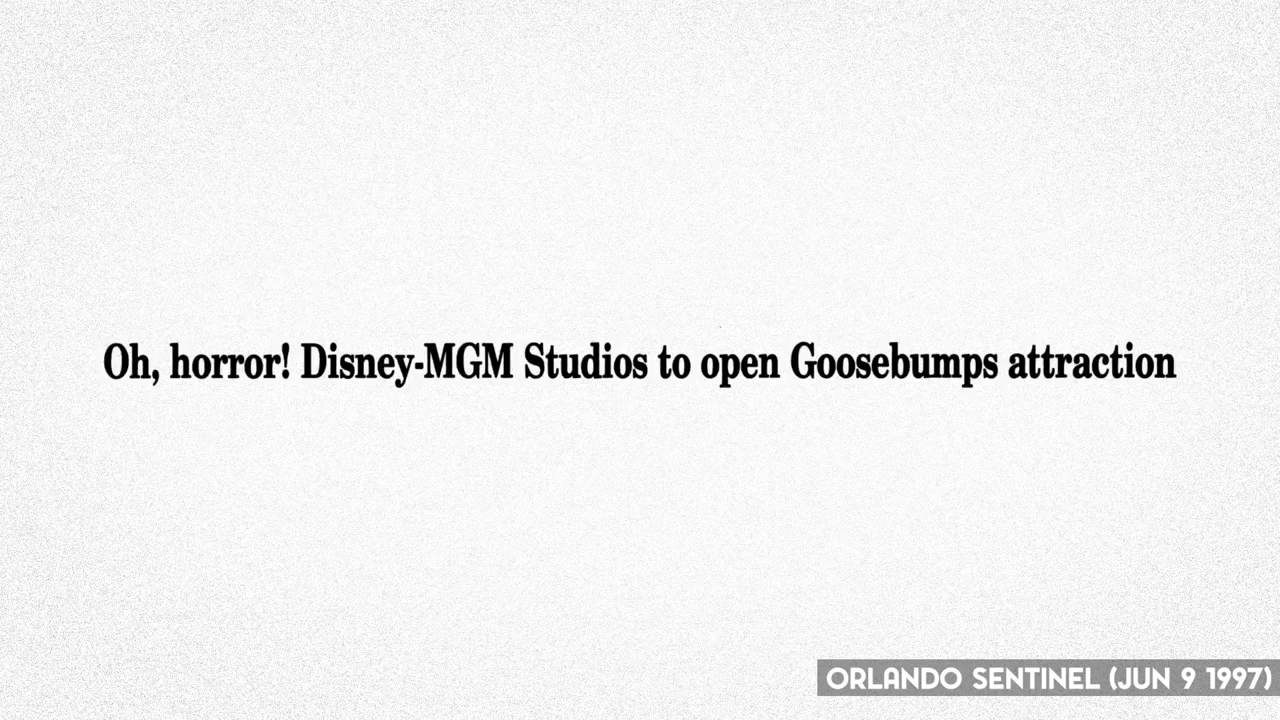 Oh, horror! Disney-MGM Studios to open Goosebumps attraction
ORLANDO SENTINEL (JUN 9 1997)